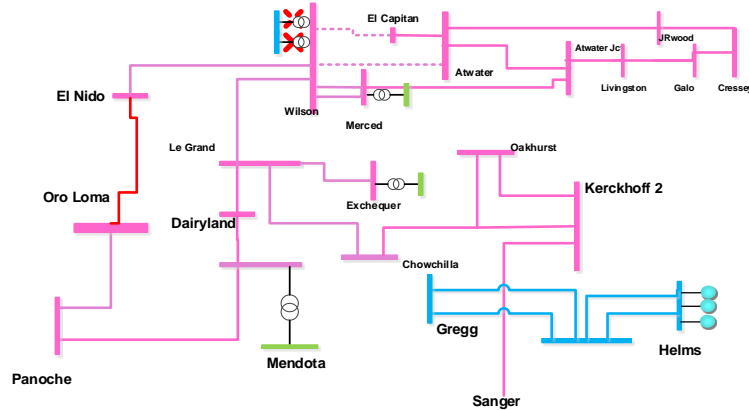 El Capitan
JRwood
Atwater Jc
Atwater
Livingston
Galo
Cressey
El Nido
Wilson
Merced
Le Grand
Oakhurst
Oro Loma
Exchequer
Kerckhoff 2
Dairyland
Chowchilla
Gregg
Helms
Mendota
Panoche
Sanger